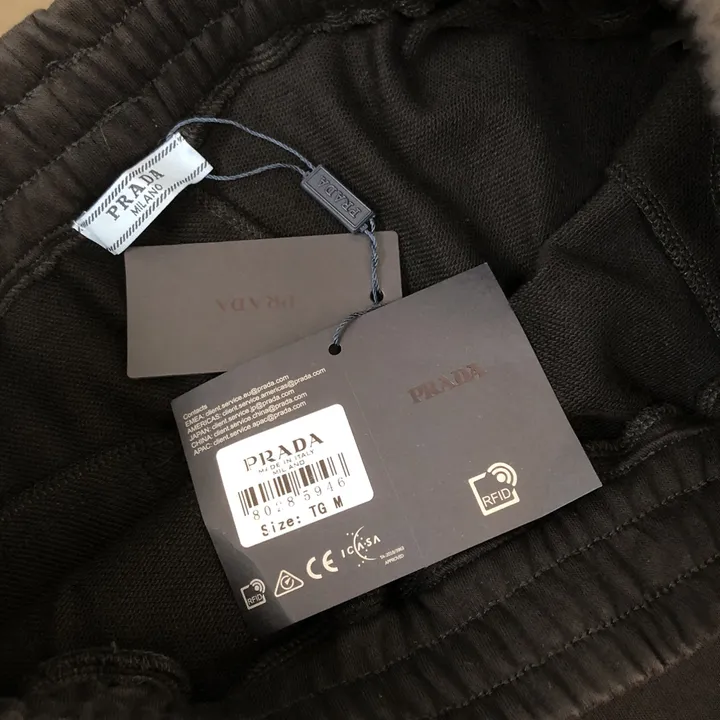 PRADA
MILANO
PRADA
PRADA
Contacts
EMEA: client.service.eu@prada.com
AMERICAS: client.service.americas@prada.com
JAPAN: client.service.jp@prada.com
CHINA: client.service.china@prada.com
APAC: client.service.apac@prada.com
PRADA
MADE IN ITALY
MILANO
80285946
Size: TG M
RFID
CE
ICASA
APPROVED
PRADA
RFID